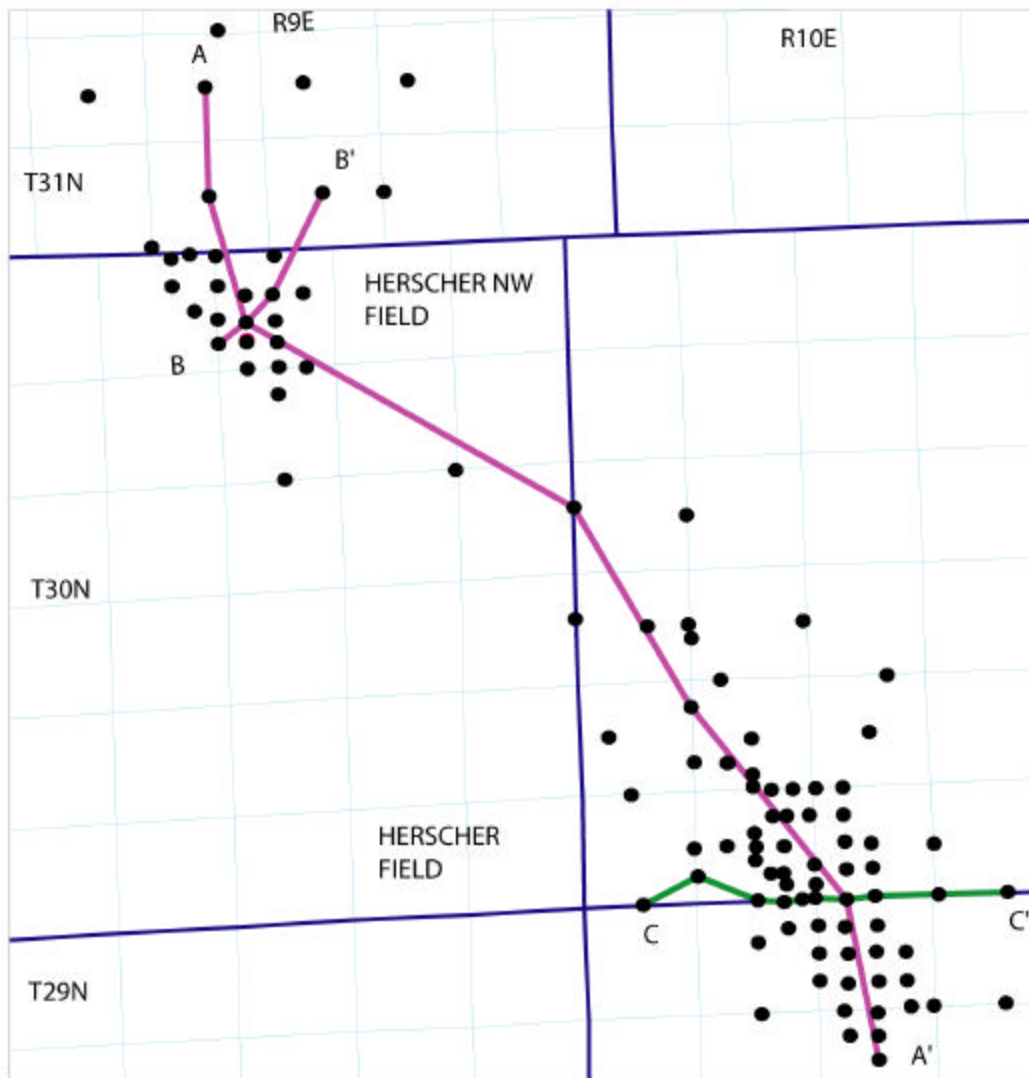 R9E
R10E
A
B'
T31N
HERSCHER NW
FIELD
B
T30N
HERSCHER
FIELD
C
C'
T29N
A'